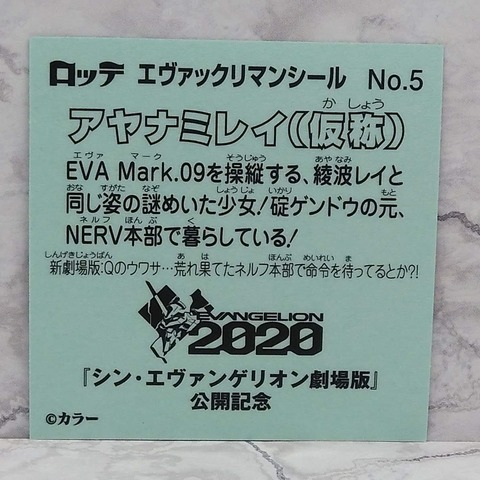 ロッテ エヴァックリマンシール No.5
か しょう
アヤナミレイ(仮称)
エヴァ マーク そうじゅう あやなみ
EVA Mark.09を操縦する、綾波レイと
おな すがた なぞ しょうじょ いかり もと
同じ姿の謎めいた少女!碇ゲンドウの元、
ネルフ ほんぶ く
NERV本部で暮らしている!
しんげきじょうばん あ は ほんぶ めいれい ま
新劇場版:Qのウワサ…荒れ果てたネルフ本部で命令を待ってるとか?!
EVANGELION
2020
『シン・エヴァンゲリオン劇場版』
公開記念
©カラー